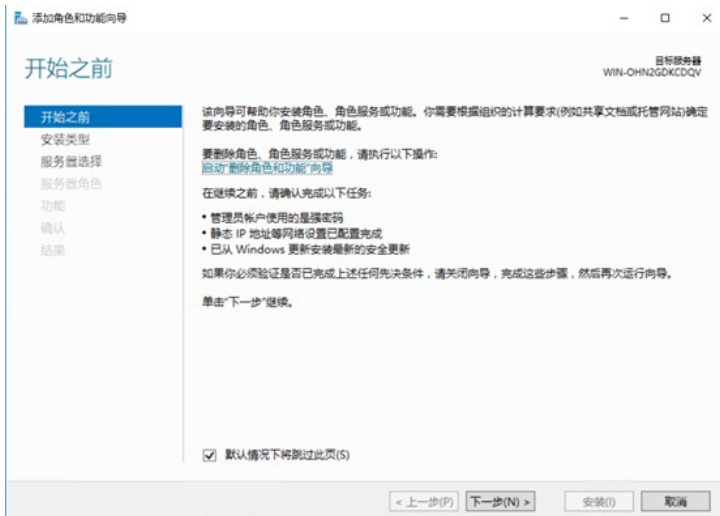 添加角色和功能向导
开始之前
目标服务器
WIN-OHN2GDKCDQV
开始之前
安装类型
服务器选择
服务器角色
功能
确认
结果
该向导可帮助你安装角色、角色服务或功能。你需要根据组织的计算要求(例如共享文档或托管网站)确定
要安装的角色、角色服务或功能。
要删除角色、角色服务或功能，请执行以下操作:
启动"删除角色和功能"向导
在继续之前，请确认完成以下任务:
• 管理员帐户使用的是强密码
• 静态 IP 地址等网络设置已配置完成
• 已从 Windows 更新安装最新的安全更新
如果你必须验证是否已完成上述任何先决条件，请关闭向导，完成这些步骤，然后再次运行向导。
单击"下一步"继续。
默认情况下将跳过此页(S)
< 上一步(P) 下一步(N) > 安装(I) 取消